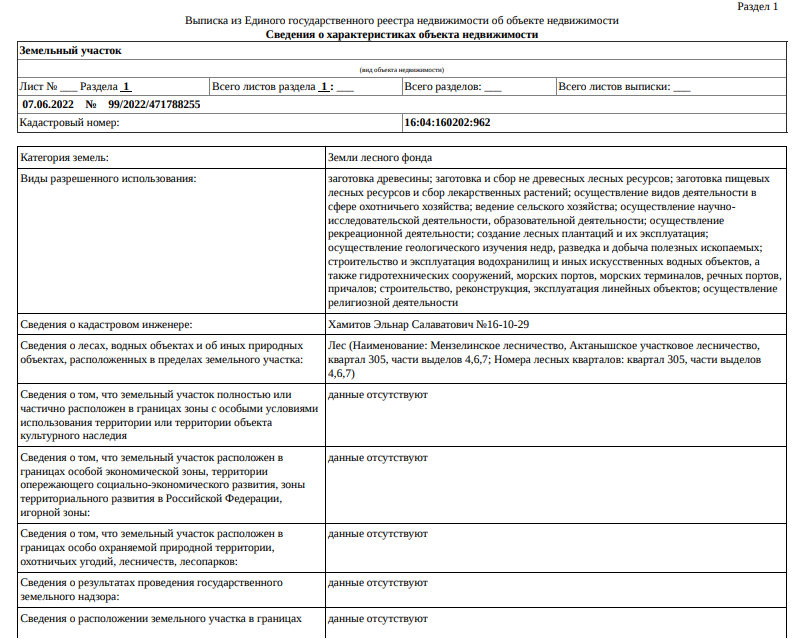 Раздел 1
Выписка из Единого государственного реестра недвижимости об объекте недвижимости
Сведения о характеристиках объекта недвижимости
Земельный участок
(вид объекта недвижимости)
Лист № ___ Раздела 1 Всего листов раздела 1 : ___ Всего разделов: ___ Всего листов выписки: ___
07.06.2022 № 99/2022/471788255
Кадастровый номер: 16:04:160202:962
Категория земель: Земли лесного фонда
Виды разрешенного использования: заготовка древесины; заготовка и сбор не древесных лесных ресурсов; заготовка пищевых
лесных ресурсов и сбор лекарственных растений; осуществление видов деятельности в
сфере охотничьего хозяйства; ведение сельского хозяйства; осуществление научно-
исследовательской деятельности, образовательной деятельности; осуществление
рекреационной деятельности; создание лесных плантаций и их эксплуатация;
осуществление геологического изучения недр, разведка и добыча полезных ископаемых;
строительство и эксплуатация водохранилищ и иных искусственных водных объектов, а
также гидротехнических сооружений, морских портов, морских терминалов, речных портов,
причалов; строительство, реконструкция, эксплуатация линейных объектов; осуществление
религиозной деятельности
Сведения о кадастровом инженере: Хамитов Эльнар Салаватович №16-10-29
Сведения о лесах, водных объектах и об иных природных
объектах, расположенных в пределах земельного участка:
Лес (Наименование: Мензелинское лесничество, Актанышское участковое лесничество,
квартал 305, части выделов 4,6,7; Номера лесных кварталов: квартал 305, части выделов
4,6,7)
Сведения о том, что земельный участок полностью или
частично расположен в границах зоны с особыми условиями
использования территории или территории объекта
культурного наследия
данные отсутствуют
Сведения о том, что земельный участок расположен в
границах особой экономической зоны, территории
опережающего социально-экономического развития, зоны
территориального развития в Российской Федерации,
игорной зоны:
данные отсутствуют
Сведения о том, что земельный участок расположен в
границах особо охраняемой природной территории,
охотничьих угодий, лесничеств, лесопарков:
данные отсутствуют
Сведения о результатах проведения государственного
земельного надзора:
данные отсутствуют
Сведения о расположении земельного участка в границах
данные отсутствуют